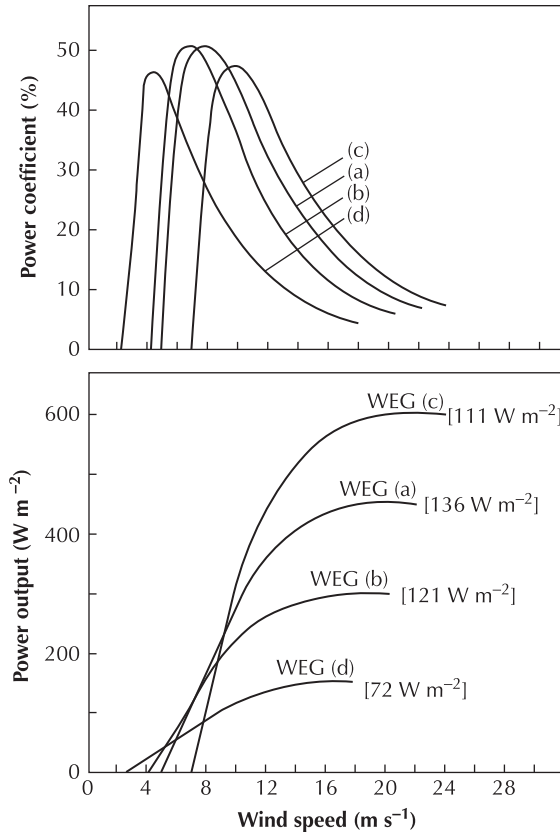 Power coefficient (%)
50
40
30
20
10
0
(c)
(a)
(b)
(d)
Power output (W m⁻²)
600
400
200
0
WEG (c) [111 W m⁻²]
WEG (a) [136 W m⁻²]
WEG (b) [121 W m⁻²]
WEG (d) [72 W m⁻²]
0 4 8 12 16 20 24 28
Wind speed (m s⁻¹)